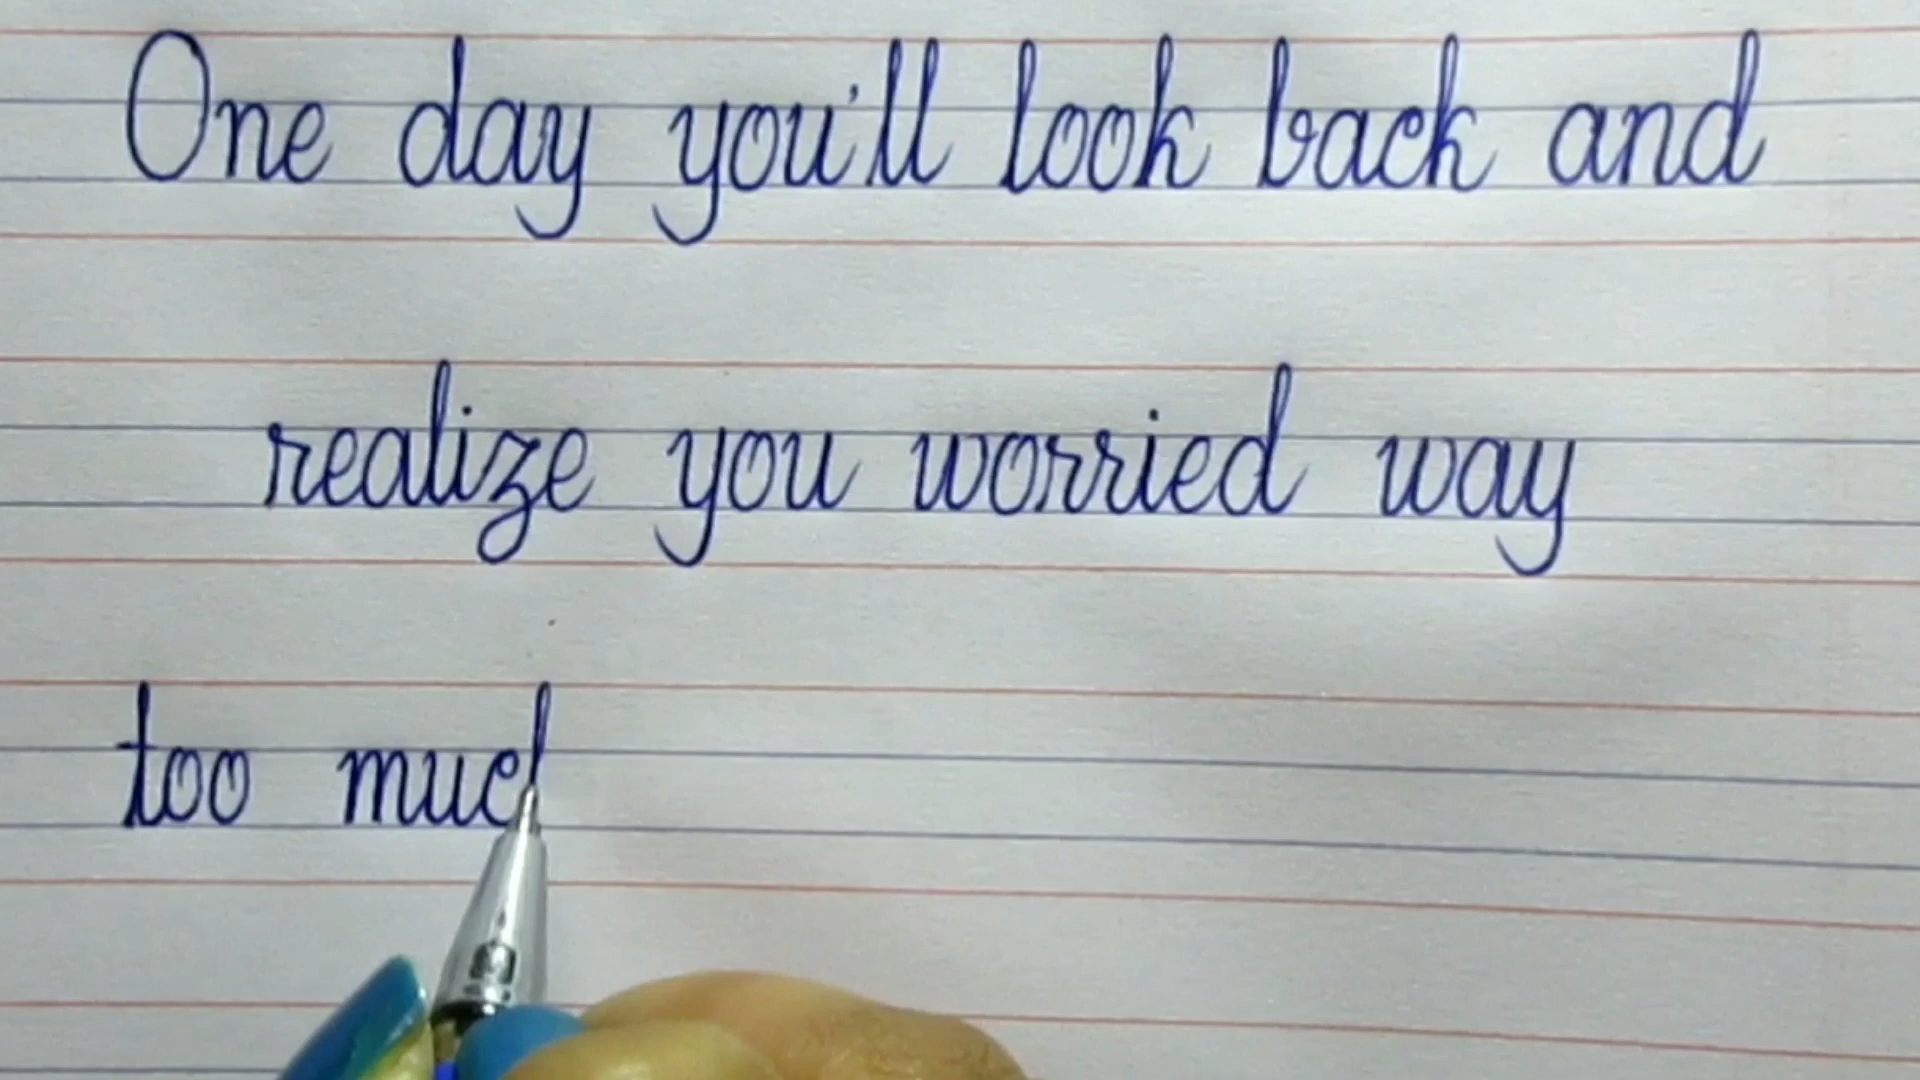 One day you'll look back and
realize you worried way
too muc